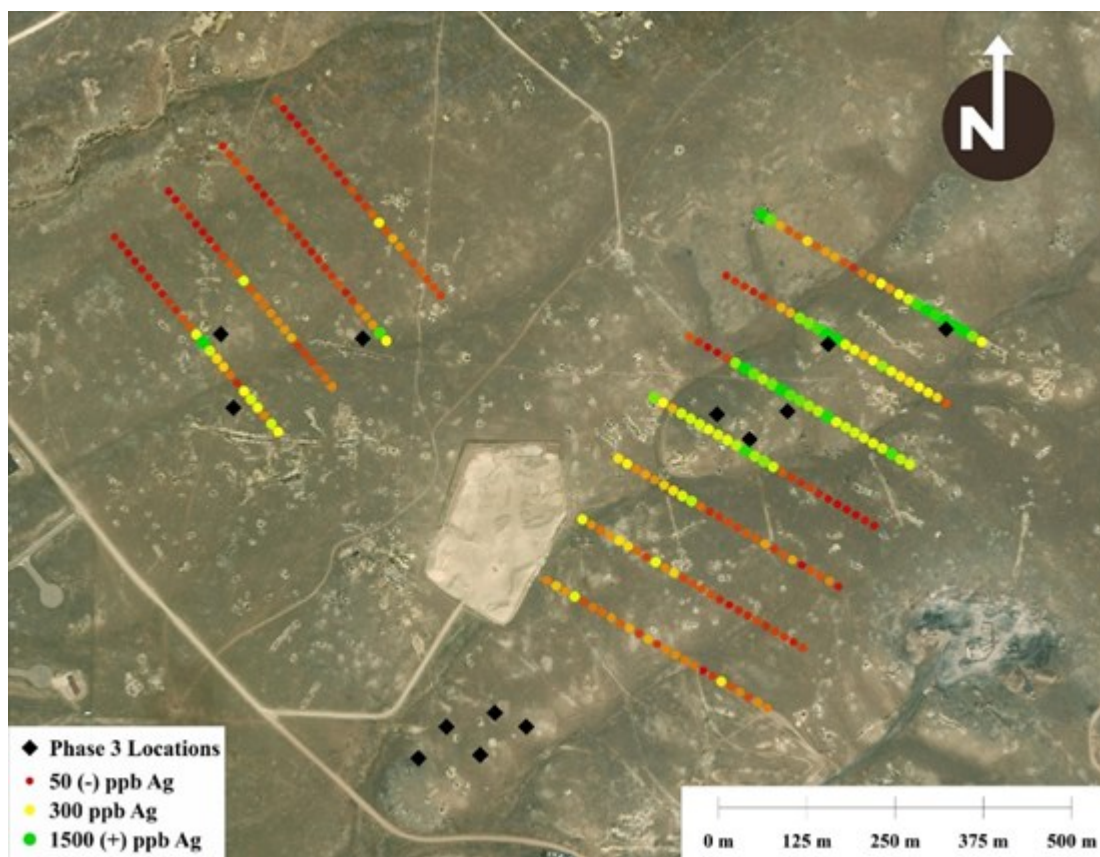 N
Phase 3 Locations
50 (-) ppb Ag
300 ppb Ag
1500 (+) ppb Ag
0 m 125 m 250 m 375 m 500 m